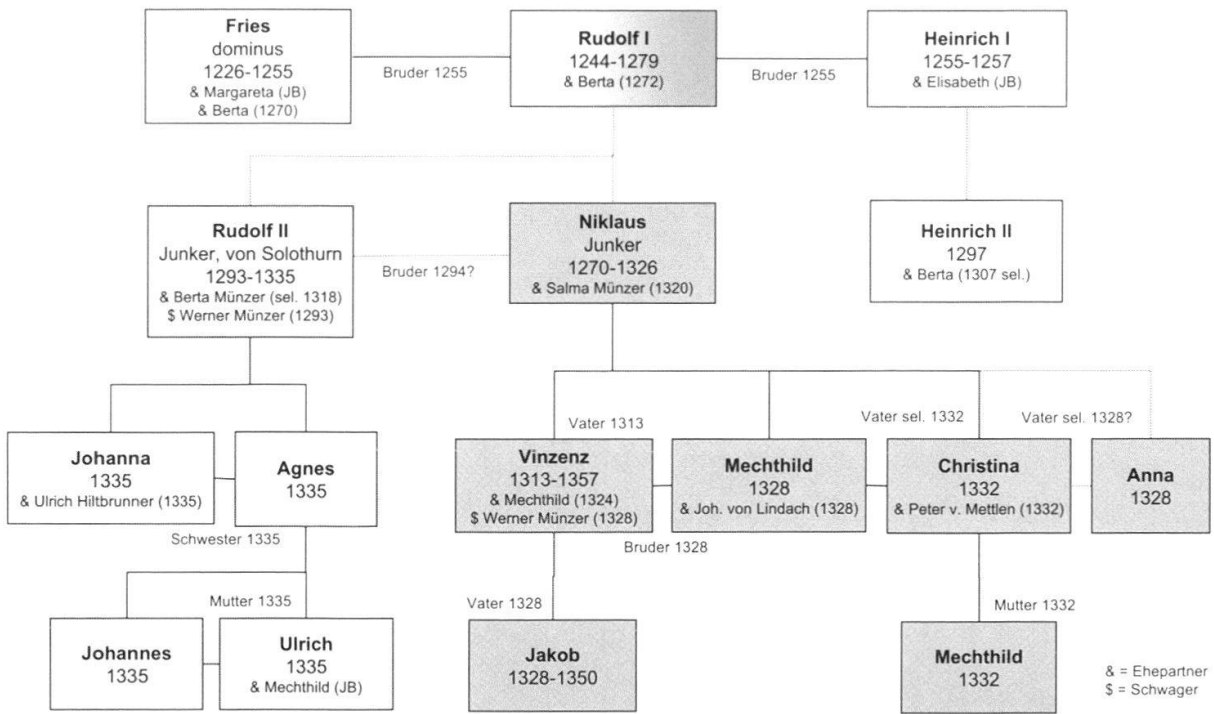 Fries
dominus
1226-1255
& Margareta (JB)
& Berta (1270)
Bruder 1255
Rudolf I
1244-1279
& Berta (1272)
Bruder 1255
Heinrich I
1255-1257
& Elisabeth (JB)
Rudolf II
Junker, von Solothurn
1293-1335
& Berta Münzer (sel. 1318)
$ Werner Münzer (1293)
Bruder 1294?
Niklaus
Junker
1270-1326
& Salma Münzer (1320)
Heinrich II
1297
& Berta (1307 sel.)
Vater 1313
Vater sel. 1332
Vater sel. 1328?
Johanna
1335
& Ulrich Hiltbrunner (1335)
Agnes
1335
Vinzenz
1313-1357
& Mechthild (1324)
$ Werner Münzer (1328)
Mechthild
1328
& Joh. von Lindach (1328)
Christina
1332
& Peter v. Mettlen (1332)
Anna
1328
Schwester 1335
Bruder 1328
Mutter 1335
Vater 1328
Mutter 1332
Johannes
1335
Ulrich
1335
& Mechthild (JB)
Jakob
1328-1350
Mechthild
1332
& = Ehepartner
$ = Schwager